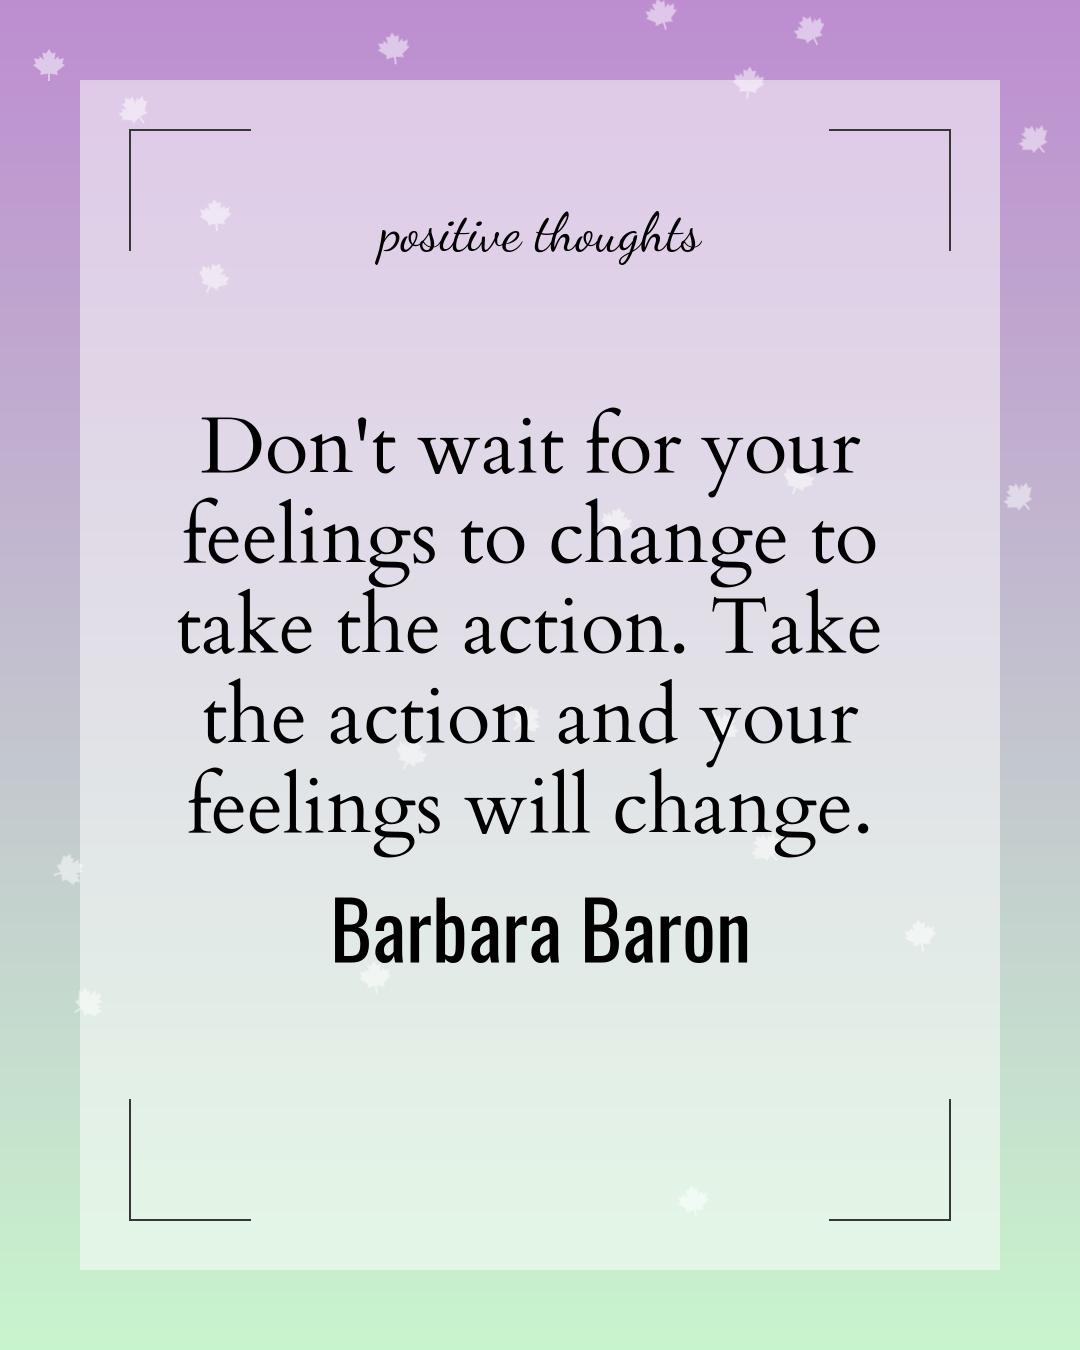 positive thoughts
Don't wait for your
feelings to change to
take the action. Take
the action and your
feelings will change.
Barbara Baron